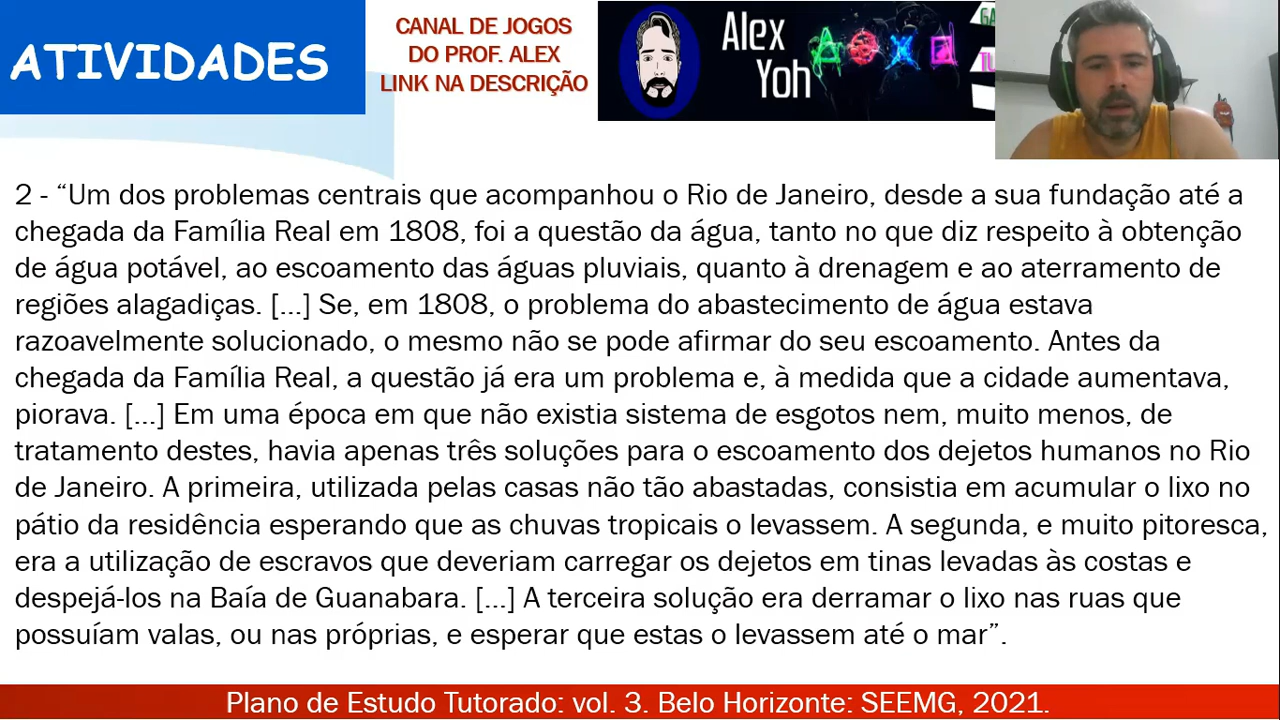 ATIVIDADES
CANAL DE JOGOS
DO PROF. ALEX
LINK NA DESCRIÇÃO
Alex
Yoh
2 - “Um dos problemas centrais que acompanhou o Rio de Janeiro, desde a sua fundação até a
chegada da Família Real em 1808, foi a questão da água, tanto no que diz respeito à obtenção
de água potável, ao escoamento das águas pluviais, quanto à drenagem e ao aterramento de
regiões alagadiças. [...] Se, em 1808, o problema do abastecimento de água estava
razoavelmente solucionado, o mesmo não se pode afirmar do seu escoamento. Antes da
chegada da Família Real, a questão já era um problema e, à medida que a cidade aumentava,
piorava. [...] Em uma época em que não existia sistema de esgotos nem, muito menos, de
tratamento destes, havia apenas três soluções para o escoamento dos dejetos humanos no Rio
de Janeiro. A primeira, utilizada pelas casas não tão abastadas, consistia em acumular o lixo no
pátio da residência esperando que as chuvas tropicais o levassem. A segunda, e muito pitoresca,
era a utilização de escravos que deveriam carregar os dejetos em tinas levadas às costas e
despejá-los na Baía de Guanabara. [...] A terceira solução era derramar o lixo nas ruas que
possuíam valas, ou nas próprias, e esperar que estas o levassem até o mar”.
Plano de Estudo Tutorado: vol. 3. Belo Horizonte: SEEMG, 2021.